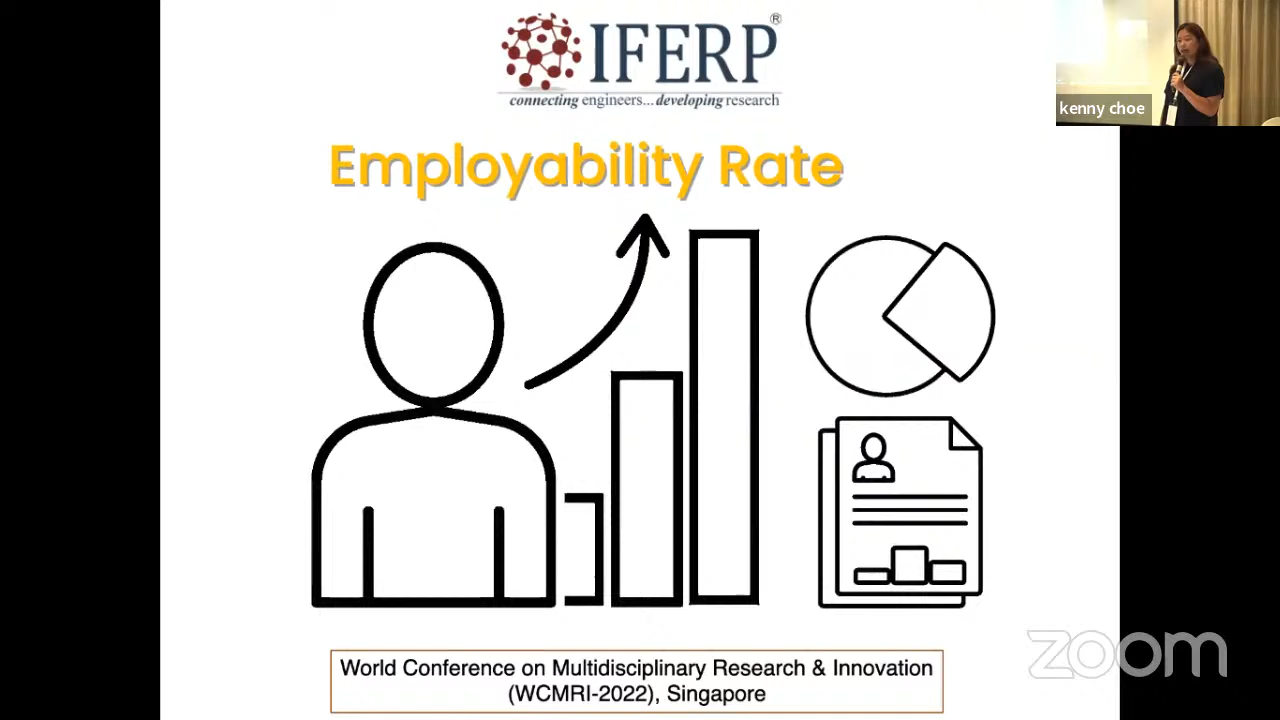 IFERP®
connecting engineers... developing research
kenny choe
Employability Rate
World Conference on Multidisciplinary Research & Innovation
(WCMRI-2022), Singapore
zoom